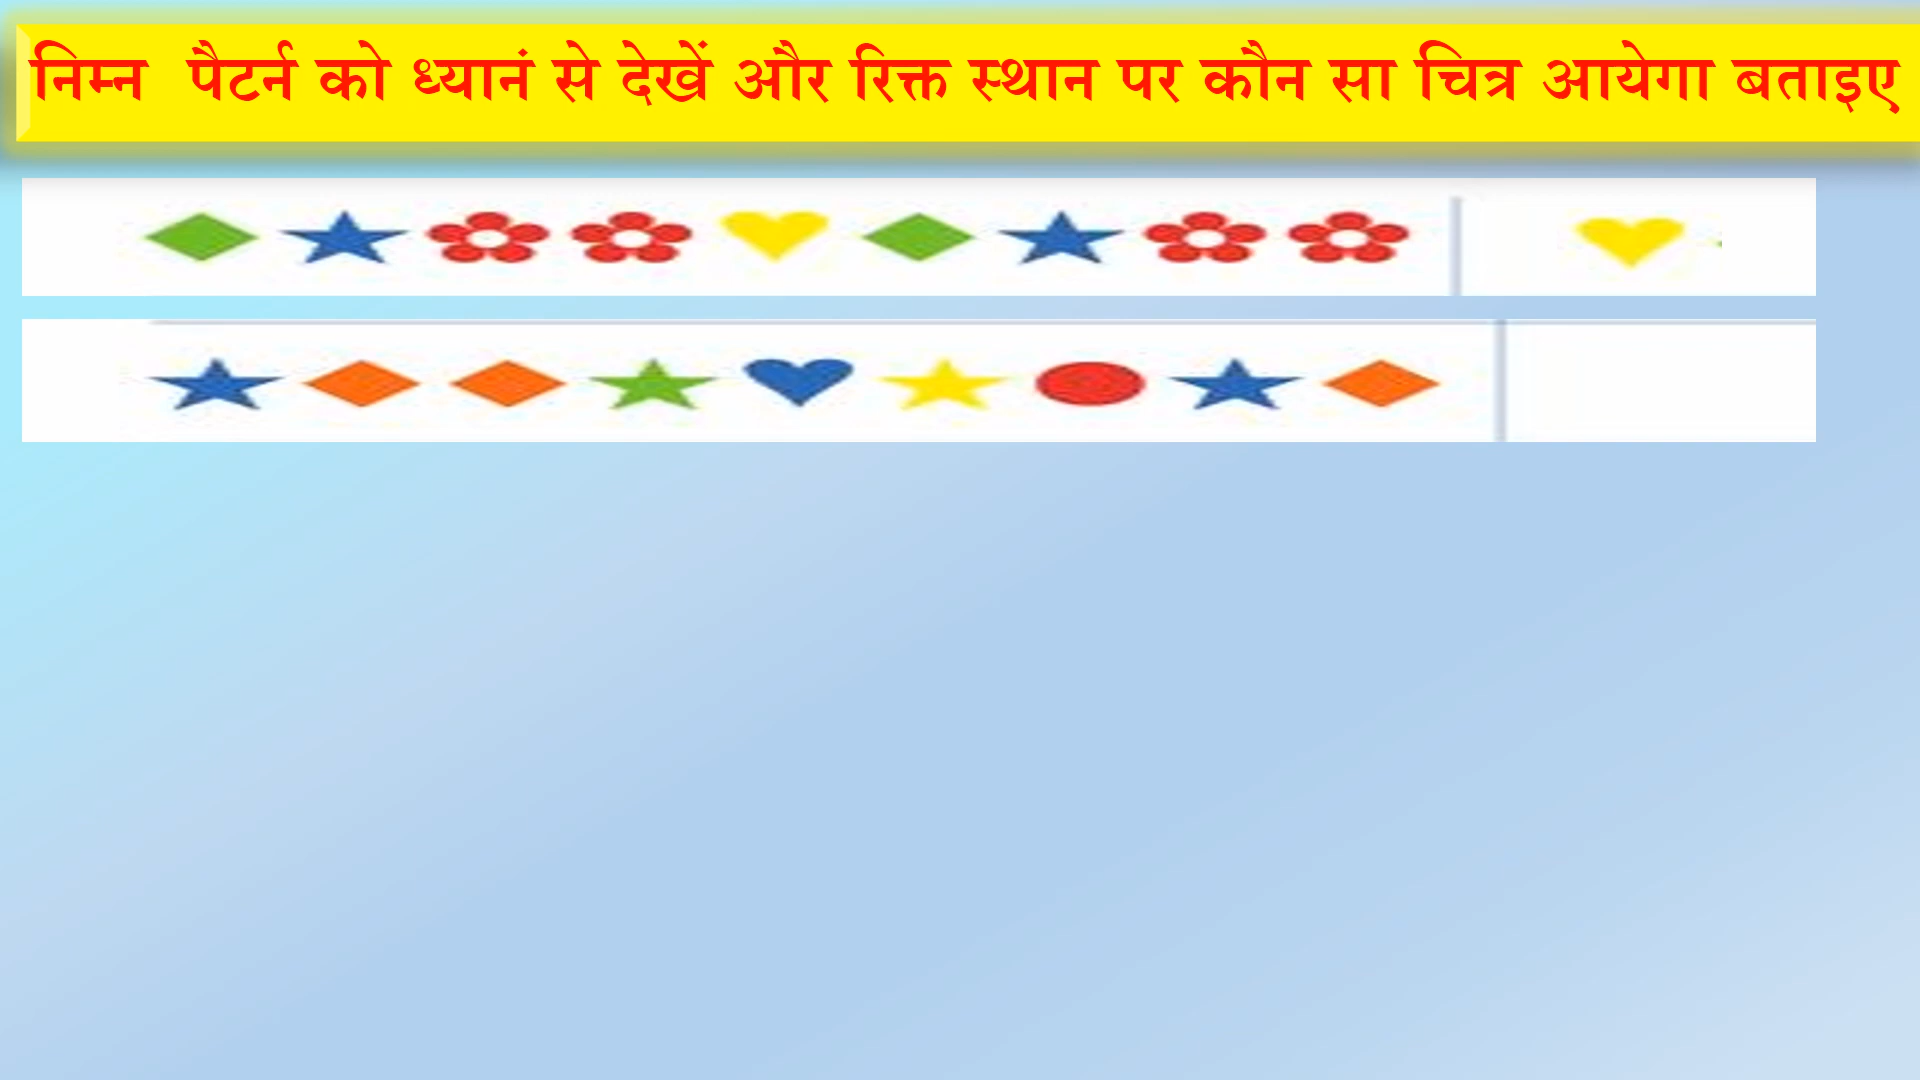 निम्न पैटर्न को ध्यानं से देखें और रिक्त स्थान पर कौन सा चित्र आयेगा बताइए